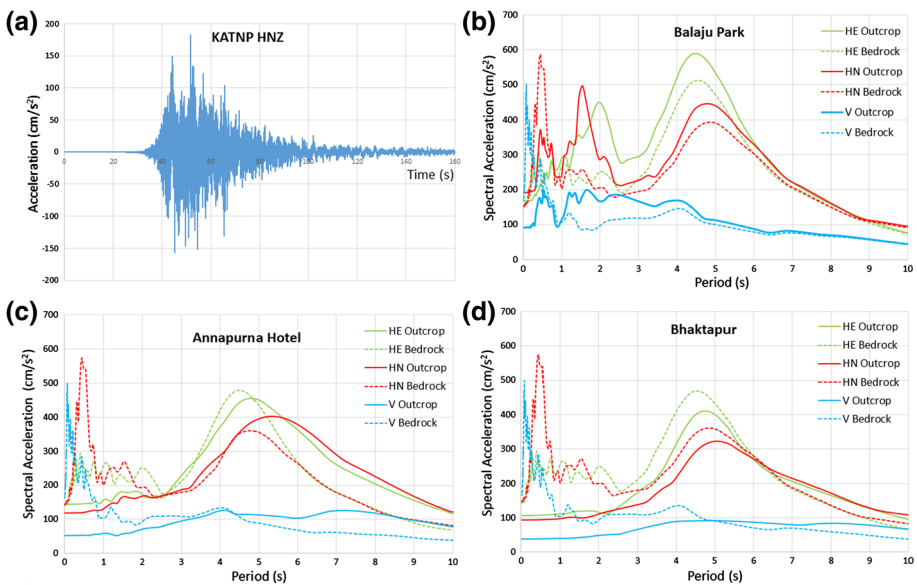 (a)
KATNP HNZ
Acceleration (cm/s²)
200
150
100
50
0
-50
-100
-150
-200
0 20 40 60 80 100 120 140 160
Time (s)
(b)
Balaju Park
Spectral Acceleration (cm/s²)
700
600
500
400
300
200
100
0
HE Outcrop
HE Bedrock
HN Outcrop
HN Bedrock
V Outcrop
V Bedrock
0 1 2 3 4 5 6 7 8 9 10
Period (s)
(c)
Annapurna Hotel
Spectral Acceleration (cm/s²)
700
600
500
400
300
200
100
0
HE Outcrop
HE Bedrock
HN Outcrop
HN Bedrock
V Outcrop
V Bedrock
0 1 2 3 4 5 6 7 8 9 10
Period (s)
(d)
Bhaktapur
Spectral Acceleration (cm/s²)
700
600
500
400
300
200
100
0
HE Outcrop
HE Bedrock
HN Outcrop
HN Bedrock
V Outcrop
V Bedrock
0 1 2 3 4 5 6 7 8 9 10
Period (s)